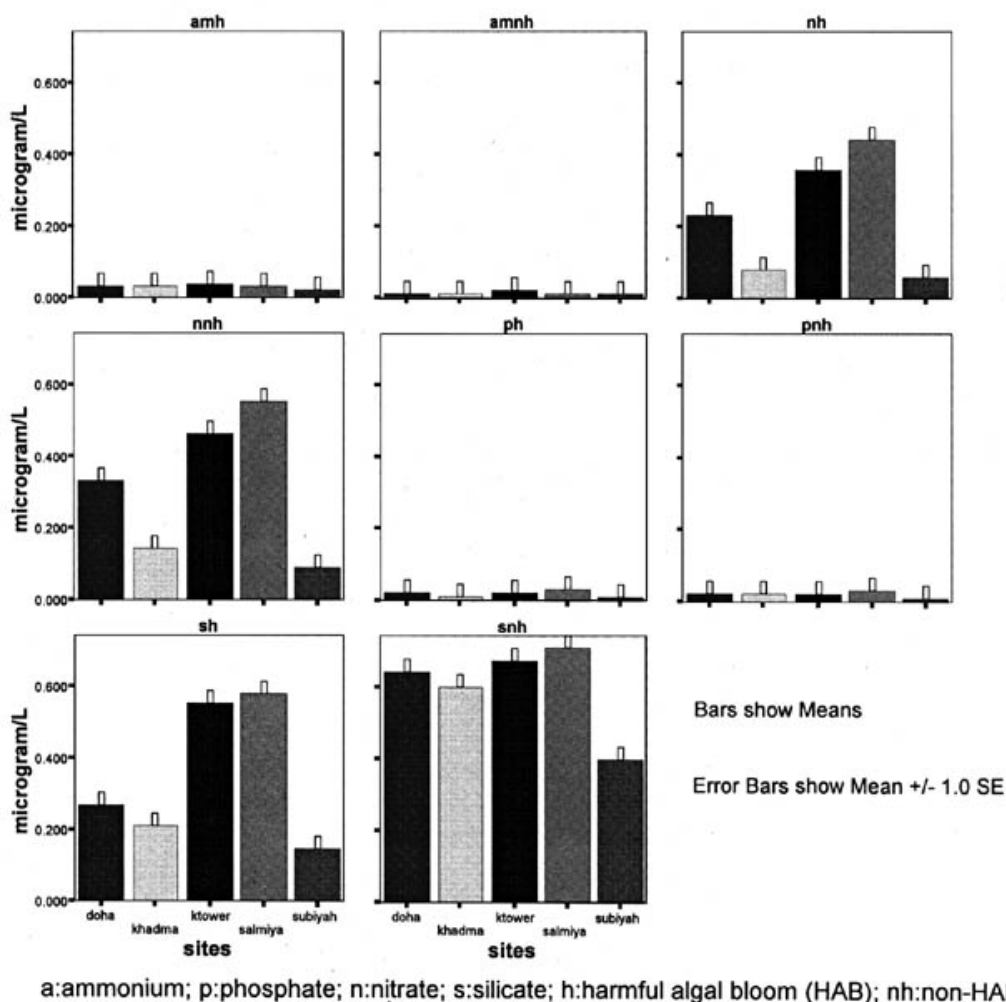 amh amnh nh
microgram/L
0.600
0.400
0.200
0.000
nnh ph pnh
microgram/L
0.600
0.400
0.200
0.000
sh snh
microgram/L
0.600
0.400
0.200
0.000
doha khadma ktower salmiya subiyah
doha khadma ktower salmiya subiyah
sites sites
Bars show Means
Error Bars show Mean +/- 1.0 SE
a:ammonium; p:phosphate; n:nitrate; s:silicate; h:harmful algal bloom (HAB); nh:non-HA